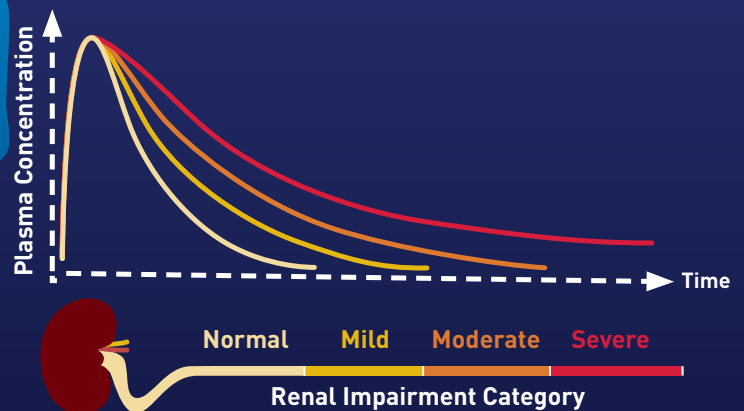 Plasma Concentration
Time
Normal Mild Moderate Severe
Renal Impairment Category